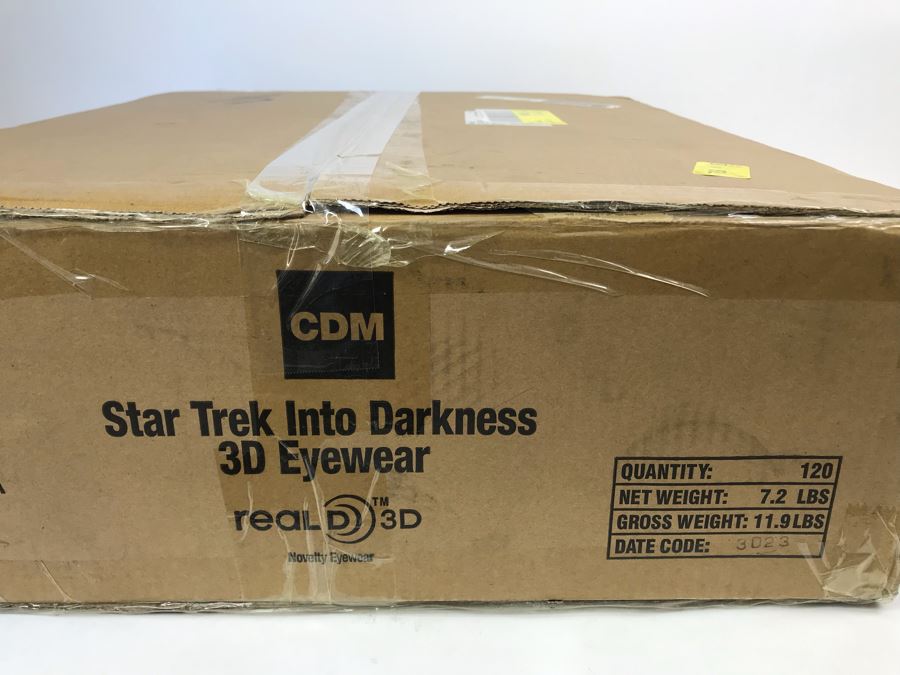 CDM
Star Trek Into Darkness
3D Eyewear
REALD™ 3D
Novelty Eyewear
QUANTITY: 120
NET WEIGHT: 7.2 LBS
GROSS WEIGHT: 11.9 LBS
DATE CODE: 3023